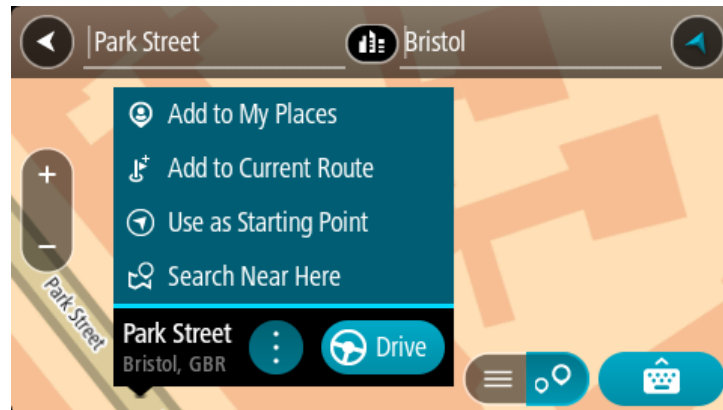 Park Street Bristol
Add to My Places
Add to Current Route
Use as Starting Point
Search Near Here
+
−
Park Street
Park Street
Bristol, GBR
Drive